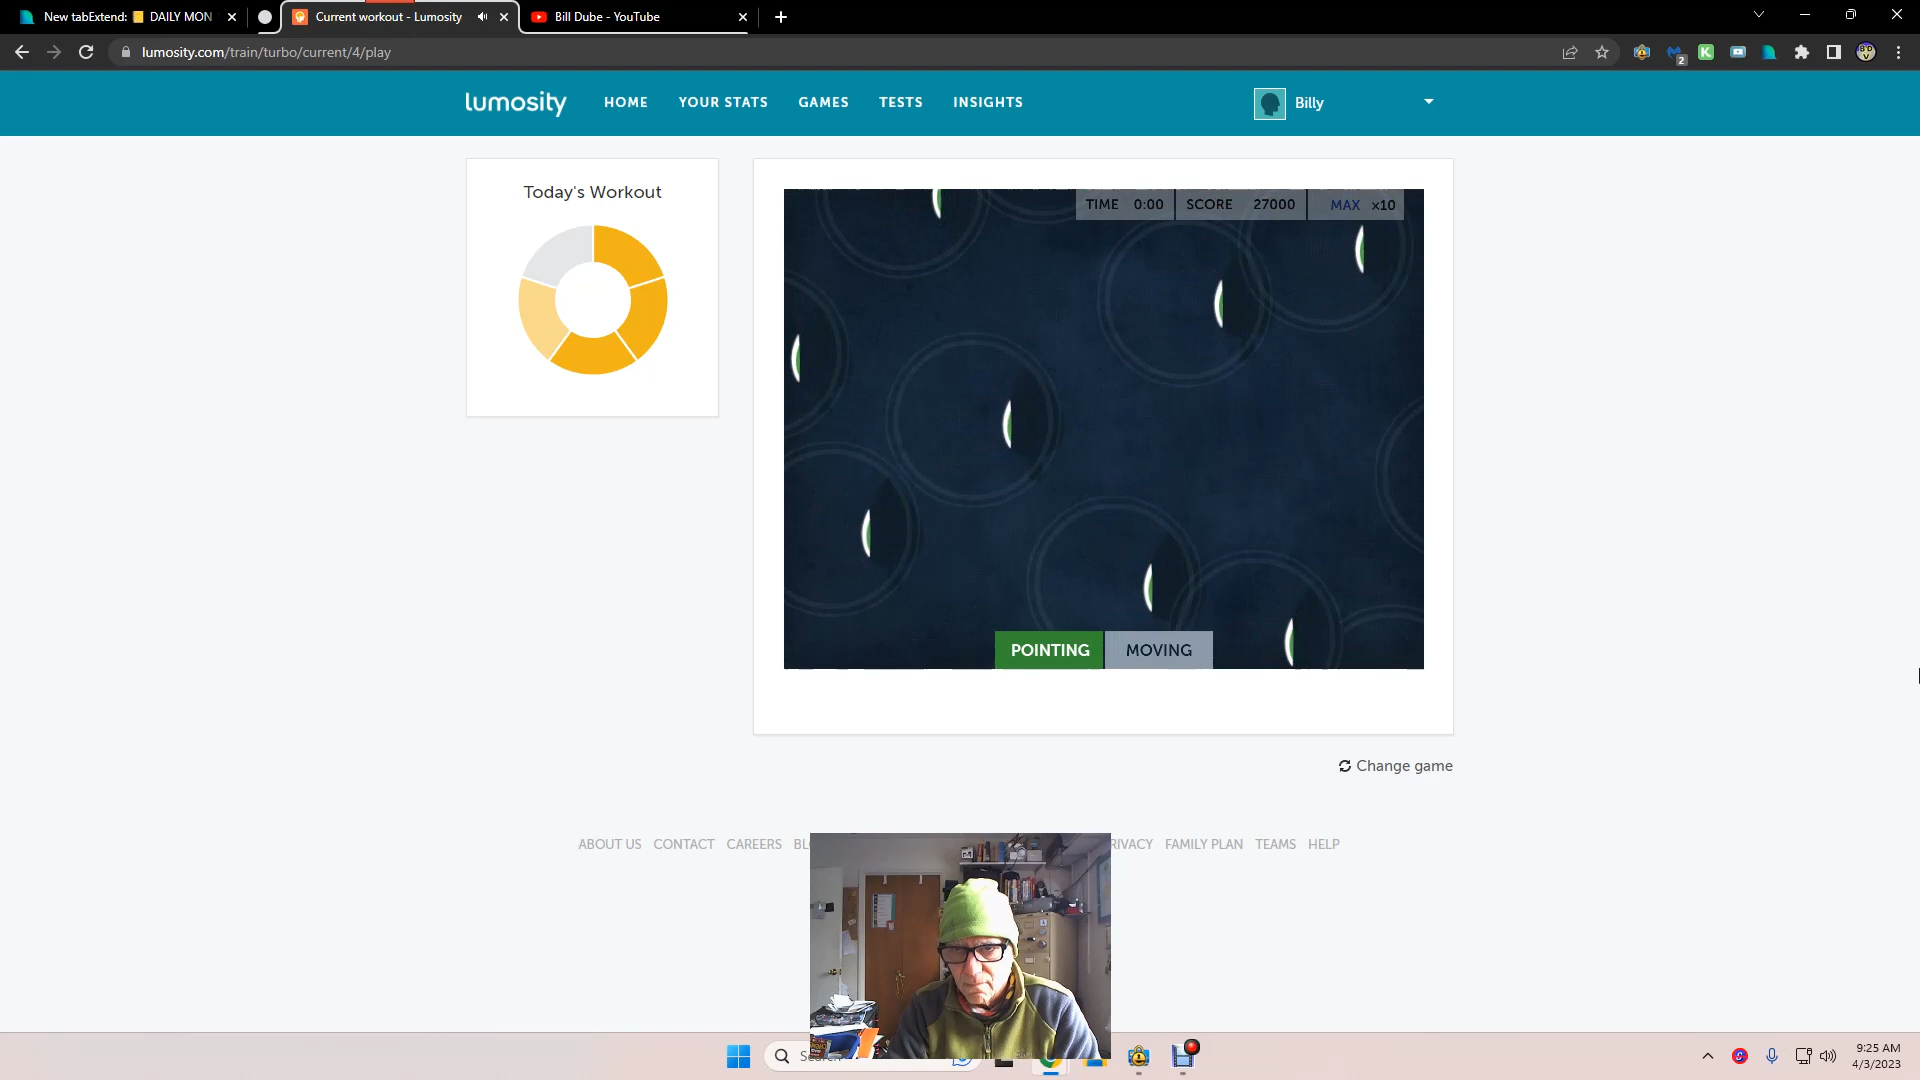 New tabExtend: DAILY MON
Current workout - Lumosity
Bill Dube - YouTube
lumosity.com/train/turbo/current/4/play
2
lumosity
HOME
YOUR STATS
GAMES
TESTS
INSIGHTS
Billy
Today's Workout
TIME 0:00
SCORE 27000
MAX x10
POINTING
MOVING
Change game
ABOUT US
CONTACT
CAREERS
FAMILY PLAN
TEAMS
HELP
9:25 AM
4/3/2023